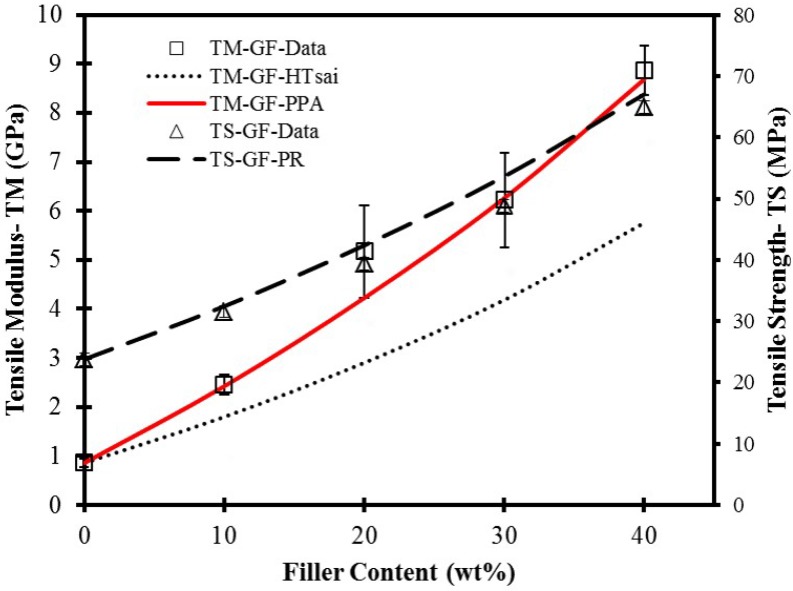 10
9
8
7
6
5
4
3
2
1
0
Tensile Modulus- TM (GPa)
TM-GF-Data
TM-GF-HTsai
TM-GF-PPA
TS-GF-Data
TS-GF-PR
80
70
60
50
40
30
20
10
0
Tensile Strength- TS (MPa)
0 10 20 30 40
Filler Content (wt%)